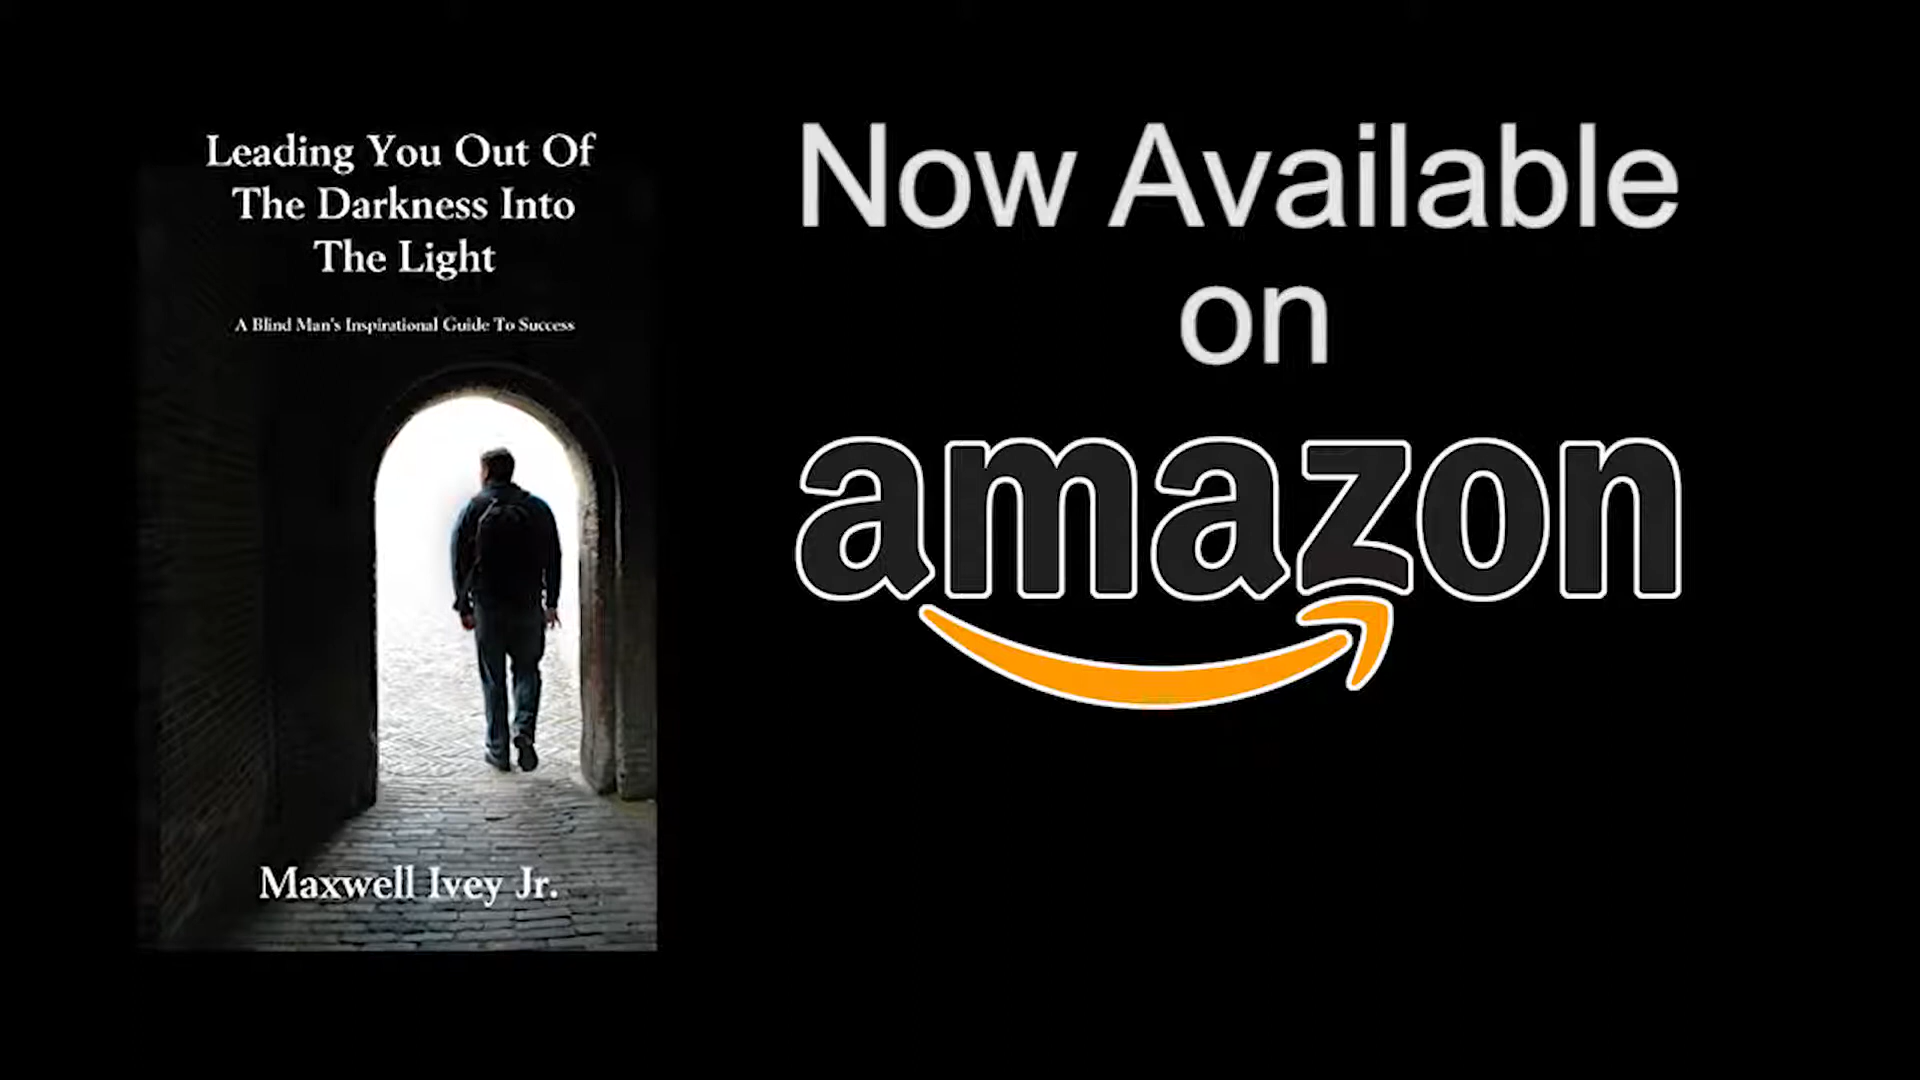 Leading You Out Of
The Darkness Into
The Light
A Blind Man's Inspirational Guide To Success
Maxwell Ivey Jr.
Now Available
on
amazon